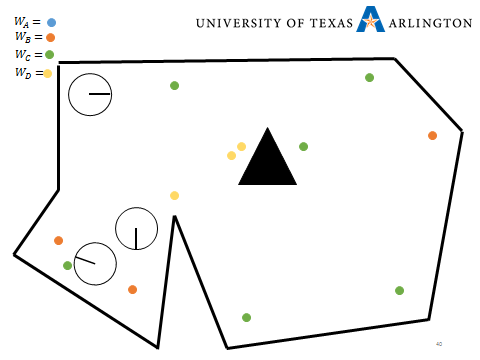 UNIVERSITY OF TEXAS ARLINGTON
W_A =
W_B =
W_C =
W_D =
40